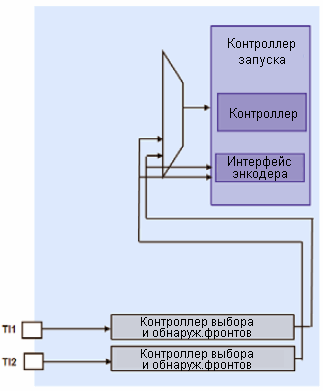 Контроллер
запуска
Контроллер
Интерфейс
энкодера
TI1
Контроллер выбора
и обнаруж.фронтов
TI2
Контроллер выбора
и обнаруж.фронтов